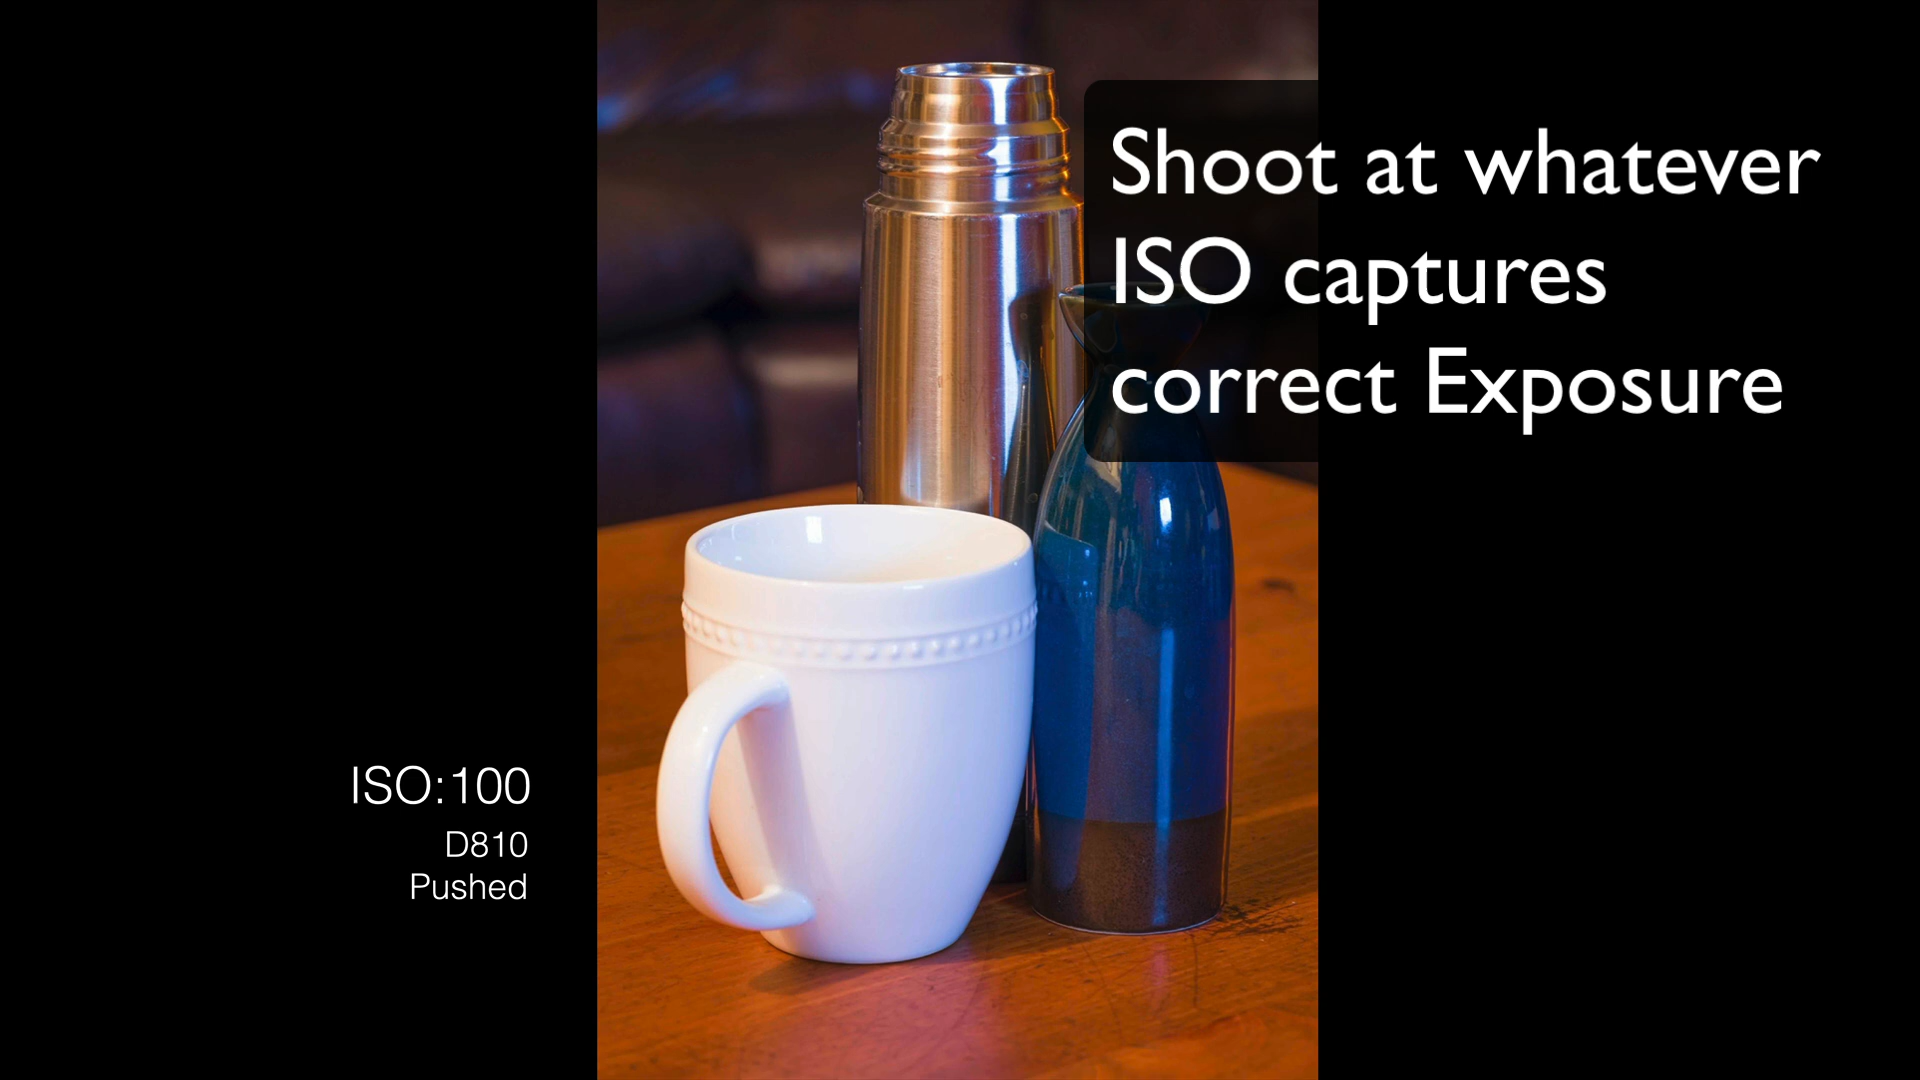 Shoot at whatever
ISO captures
correct Exposure
ISO:100
D810
Pushed